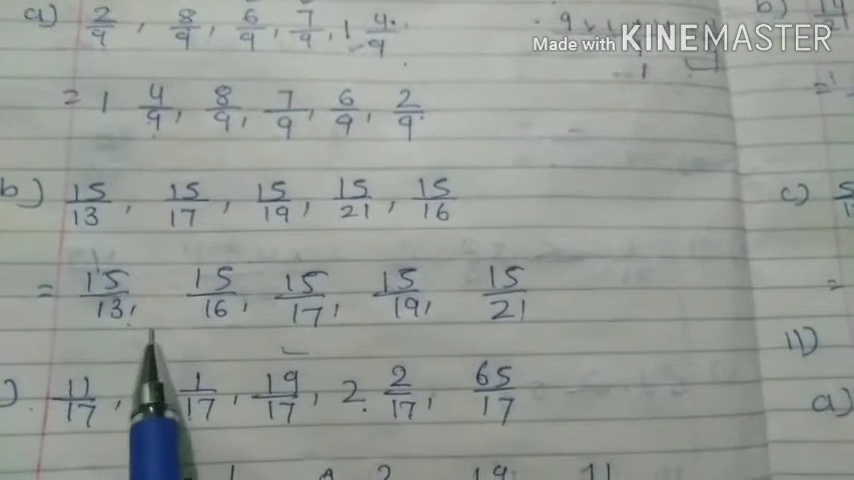 a) 2/9, 8/9, 6/9, 7/9, 1 4/9
Made with KINEMASTER
= 1 4/9, 8/9, 7/9, 6/9, 2/9
b) 15/13, 15/17, 15/19, 15/21, 15/16
= 15/13, 15/16, 15/17, 15/19, 15/21
). 11/17, 1/17, 19/17, 2 2/17, 65/17
19 11
b)
=
c)
=
11)
a)